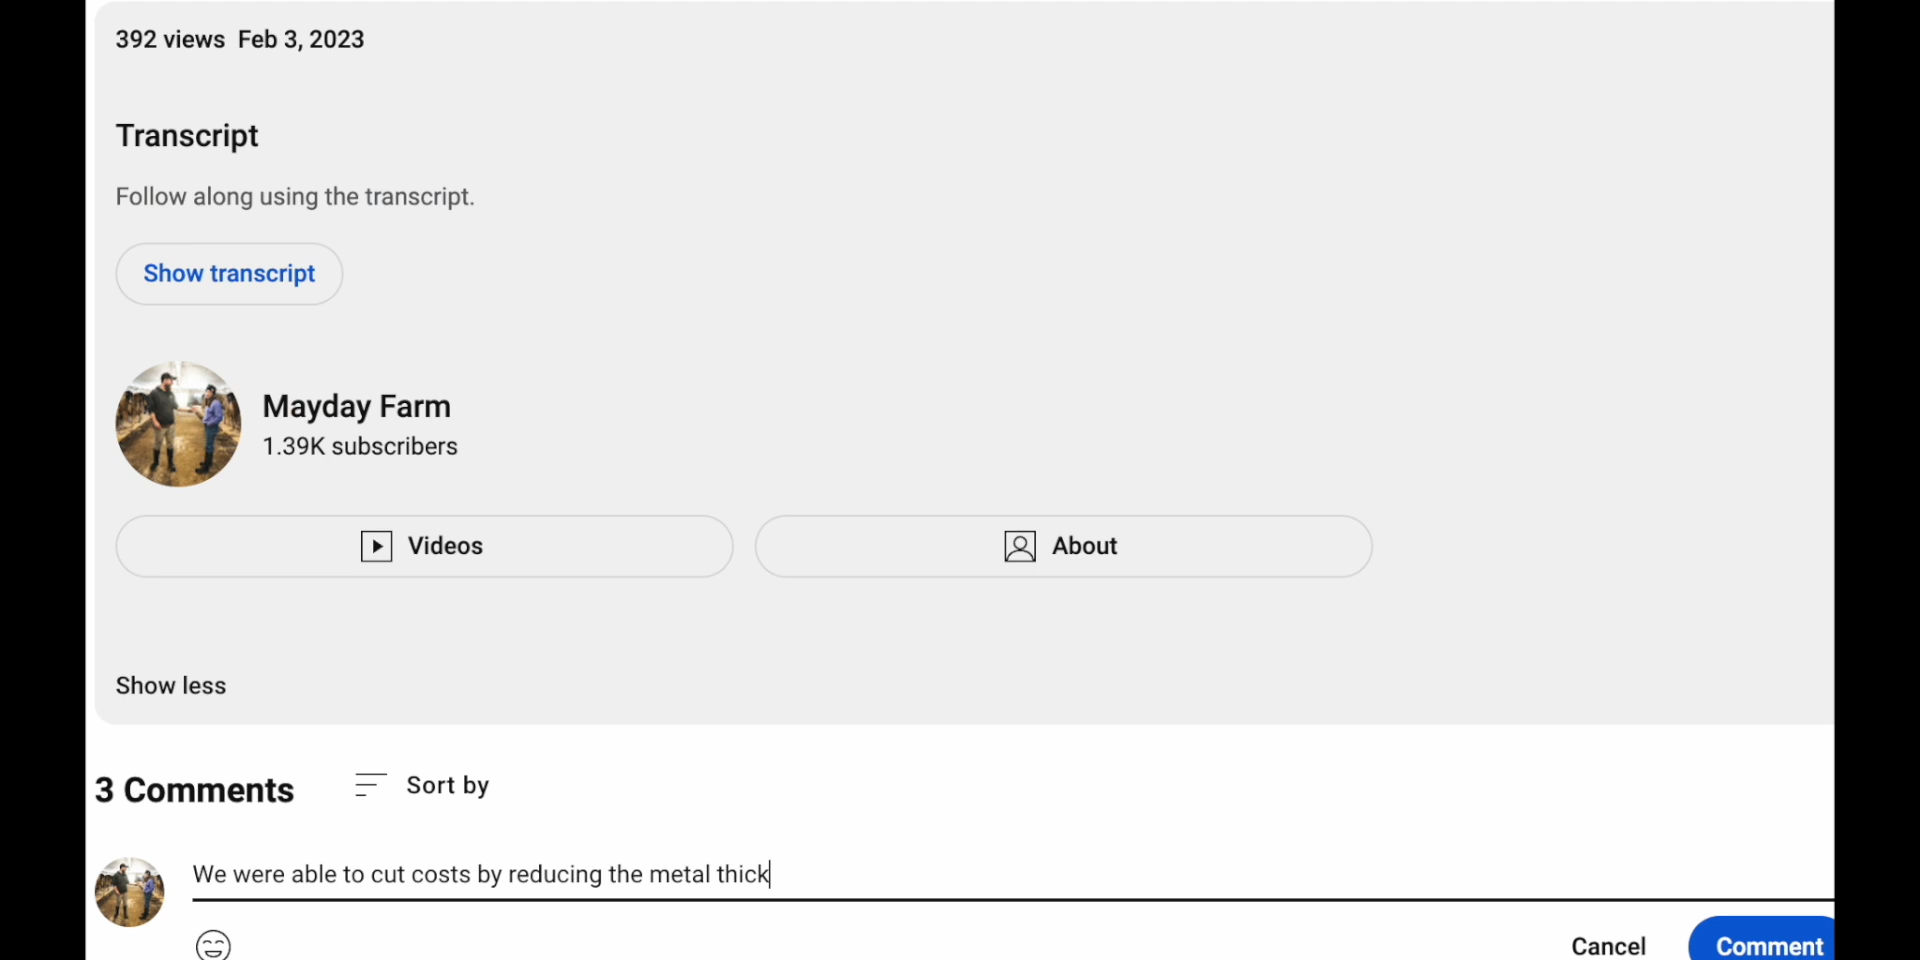 392 views  Feb 3, 2023
Transcript
Follow along using the transcript.
Show transcript
Mayday Farm
1.39K subscribers
Videos
About
Show less
3 Comments
Sort by
We were able to cut costs by reducing the metal thick
Cancel
Comment